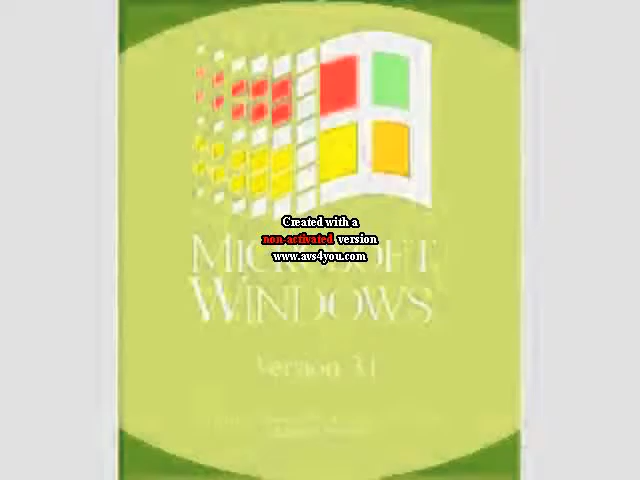 Created with a
non-activated version
www.avs4you.com
MICROSOFT
WINDOWS
Version 3.1